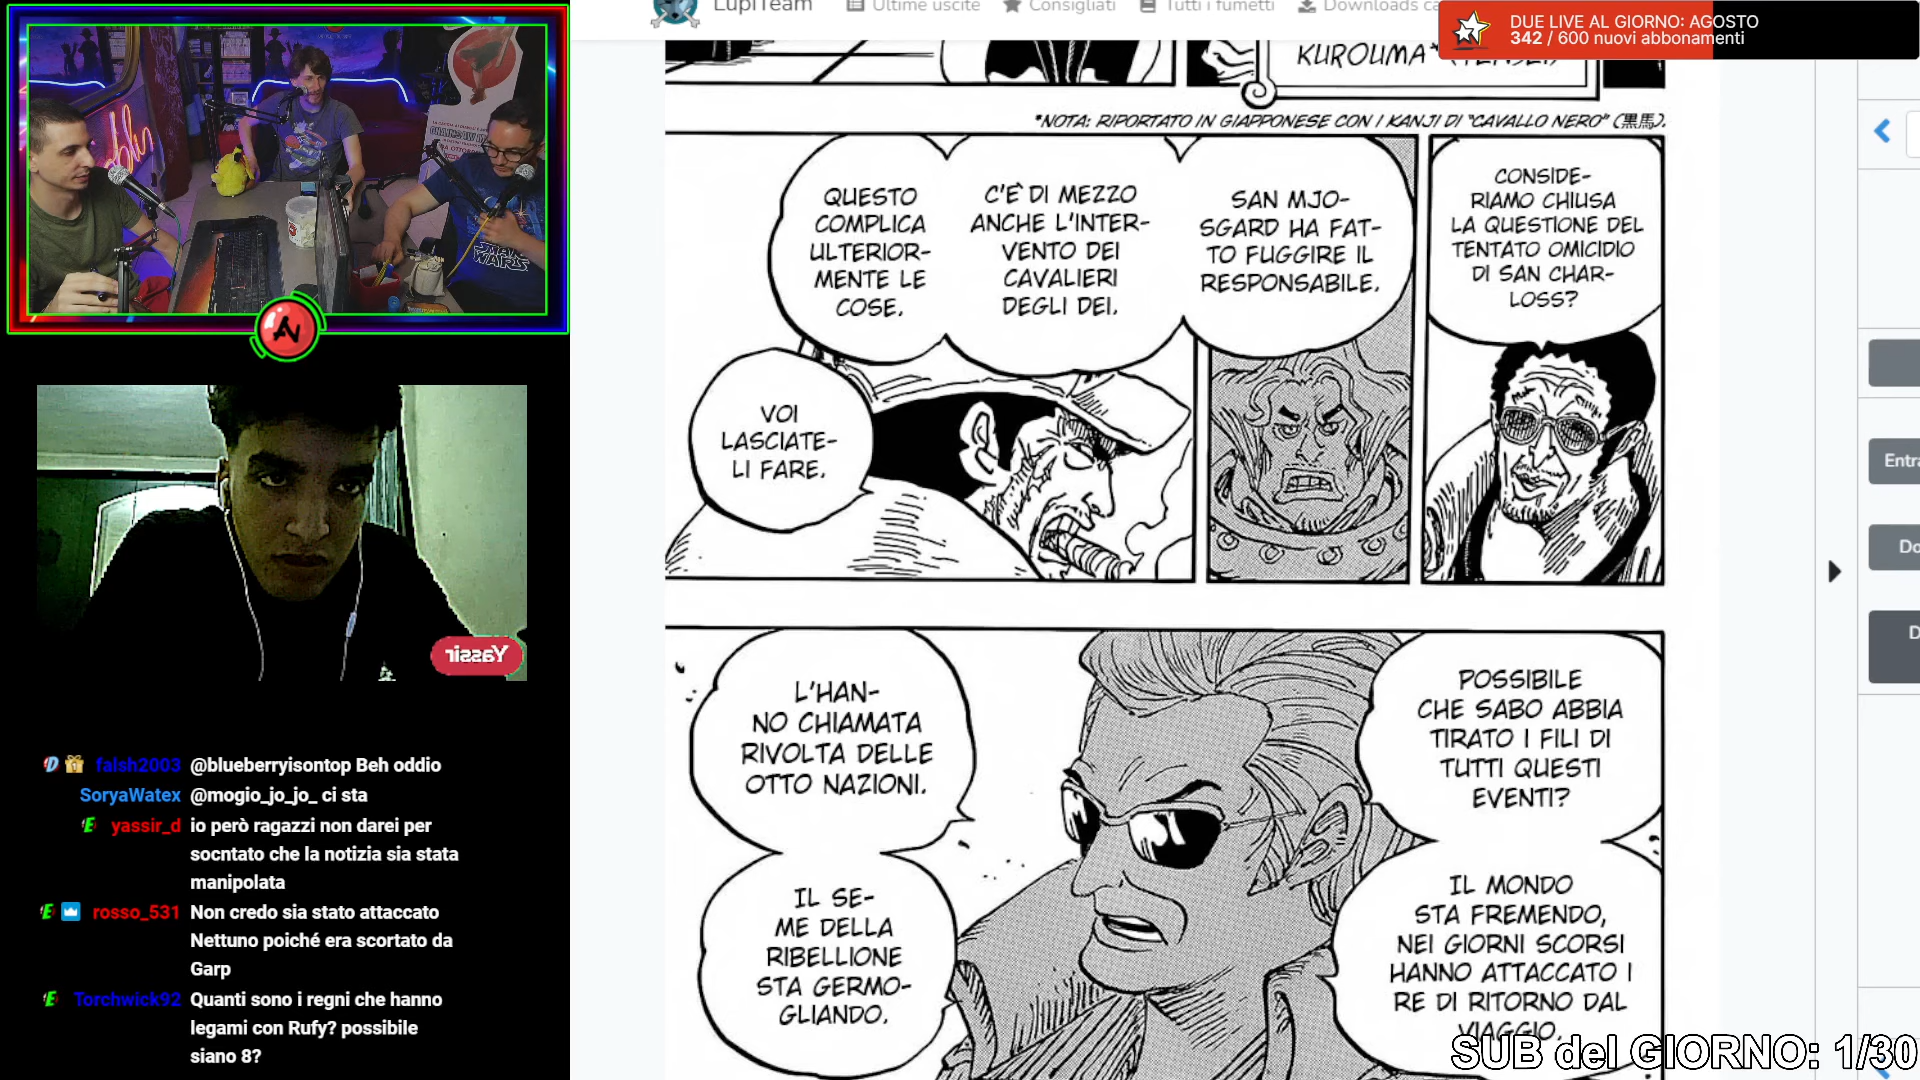 LupiTeam
Ultime uscite
Consigliati
Tutti i fumetti
Downloads
DUE LIVE AL GIORNO: AGOSTO
342 / 600 nuovi abbonamenti
KUROUMA* (TENSEI)
*NOTA: RIPORTATO IN GIAPPONESE CON I KANJI DI "CAVALLO NERO" (黒馬).
CONSIDE-
RIAMO CHIUSA
LA QUESTIONE DEL
TENTATO OMICIDIO
DI SAN CHAR-
LOSS?
SAN MJO-
SGARD HA FAT-
TO FUGGIRE IL
RESPONSABILE.
C'È DI MEZZO
ANCHE L'INTER-
VENTO DEI
CAVALIERI
DEGLI DEI.
QUESTO
COMPLICA
ULTERIOR-
MENTE LE
COSE.
VOI
LASCIATE-
LI FARE.
POSSIBILE
CHE SABO ABBIA
TIRATO I FILI DI
TUTTI QUESTI
EVENTI?
IL MONDO
STA FREMENDO,
NEI GIORNI SCORSI
HANNO ATTACCATO I
RE DI RITORNO DAL
VIAGGIO.
L'HAN-
NO CHIAMATA
RIVOLTA DELLE
OTTO NAZIONI.
IL SE-
ME DELLA
RIBELLIONE
STA GERMO-
GLIANDO.
STAR
WARS
Yassir
falsh2003 @blueberryisontop Beh oddio
SoryaWatex @mogio_jo_jo_ ci sta
yassir_d io però ragazzi non darei per
socntato che la notizia sia stata
manipolata
rosso_531 Non credo sia stato attaccato
Nettuno poiché era scortato da
Garp
Torchwick92 Quanti sono i regni che hanno
legami con Rufy? possibile
siano 8?
SUB del GIORNO: 1/30